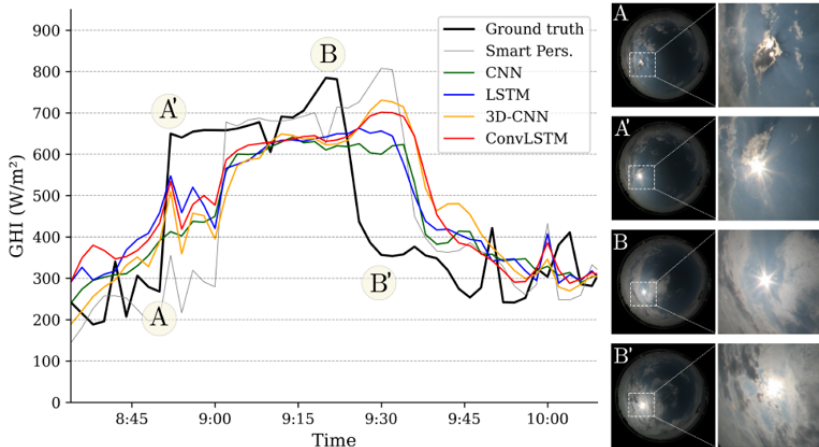 900
800
700
600
500
400
300
200
100
0
GHI (W/m²)
8:45
9:00
9:15
9:30
9:45
10:00
Time
A
A'
B
B'
Ground truth
Smart Pers.
CNN
LSTM
3D-CNN
ConvLSTM
A
A'
B
B'